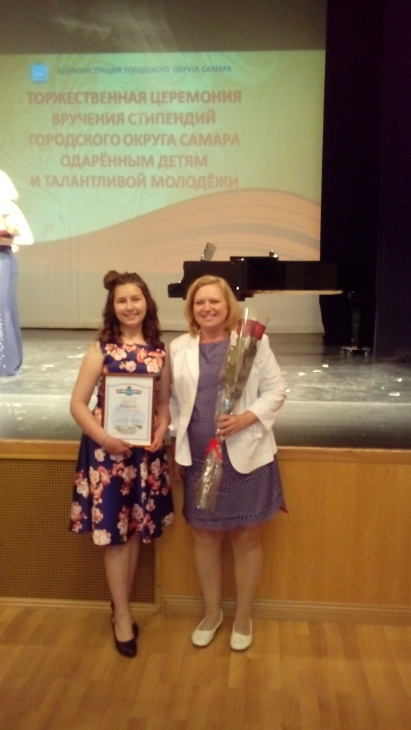 АДМИНИСТРАЦИЯ ГОРОДСКОГО ОКРУГА САМАРА
ТОРЖЕСТВЕННАЯ ЦЕРЕМОНИЯ
ВРУЧЕНИЯ СТИПЕНДИЙ
ГОРОДСКОГО ОКРУГА САМАРА
ОДАРЁННЫМ ДЕТЯМ
И ТАЛАНТЛИВОЙ МОЛОДЁЖИ